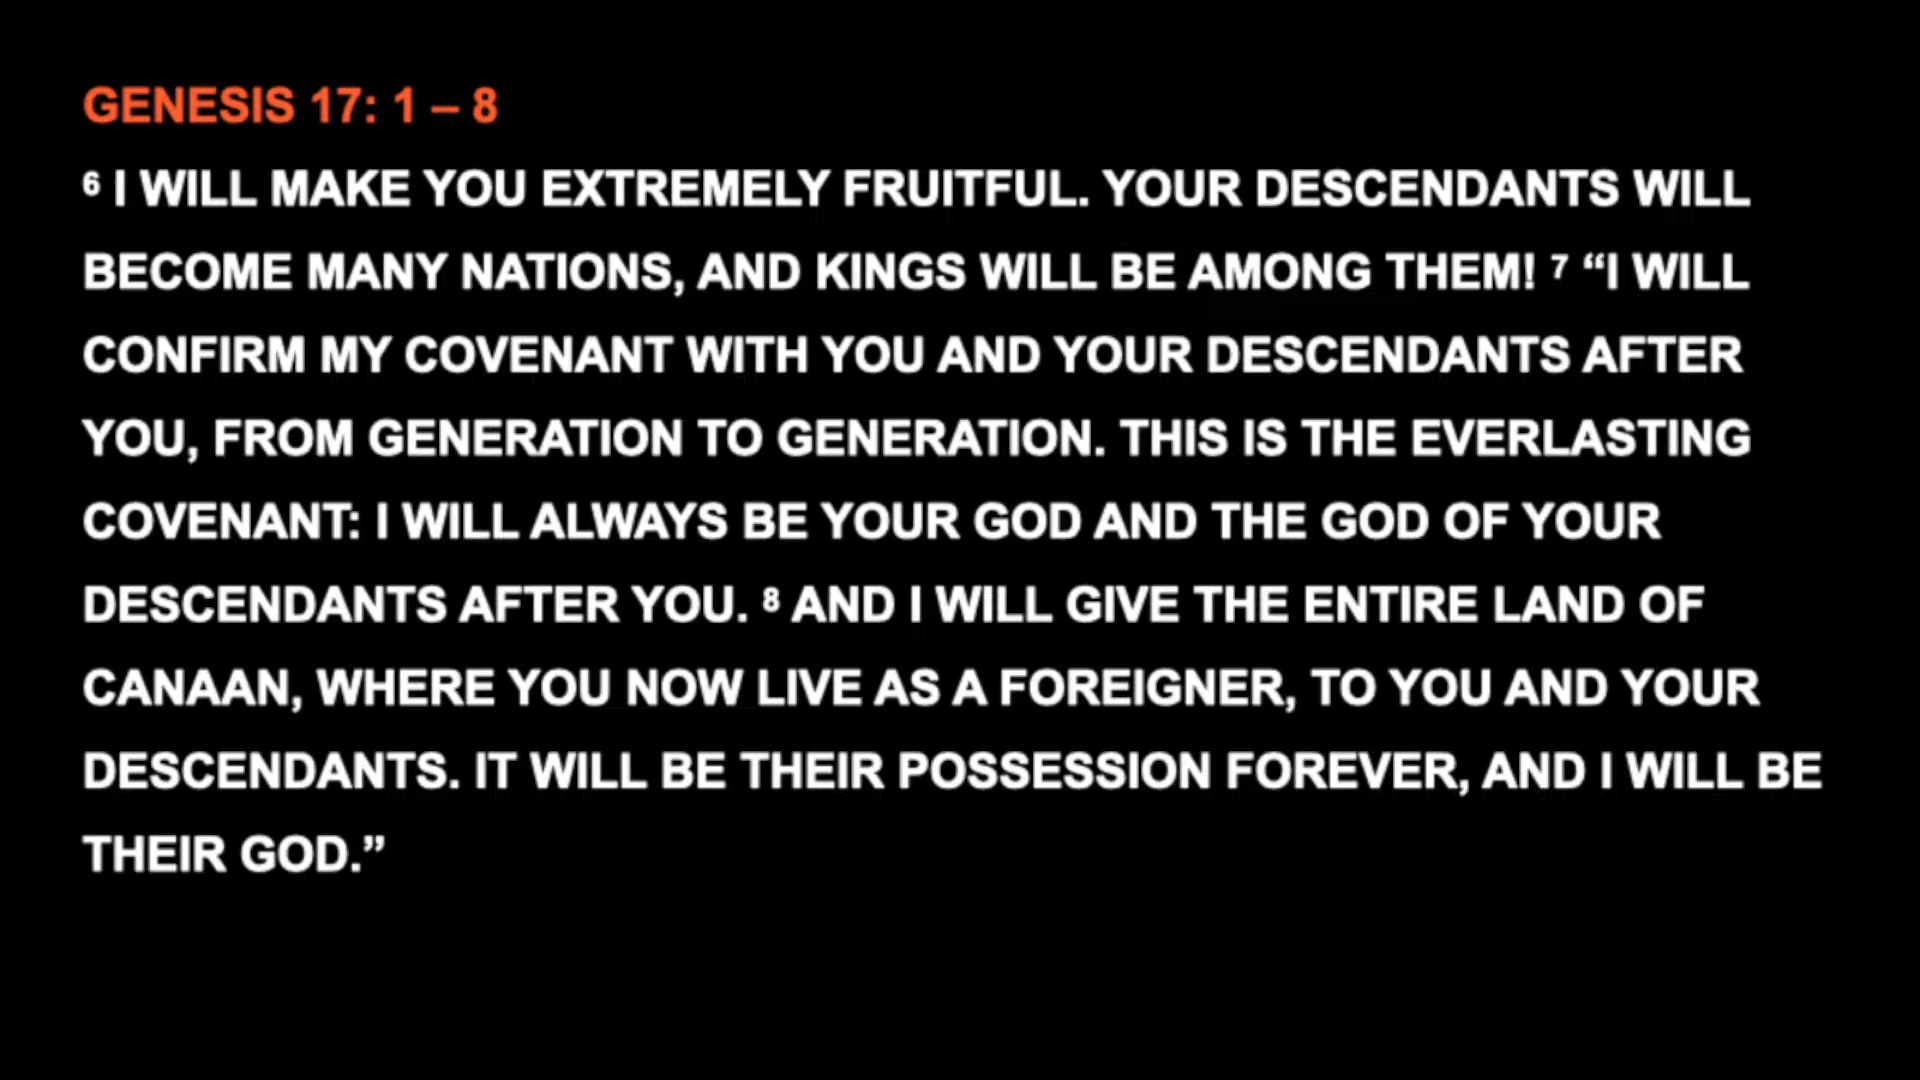 GENESIS 17: 1 – 8
⁶ I WILL MAKE YOU EXTREMELY FRUITFUL. YOUR DESCENDANTS WILL
BECOME MANY NATIONS, AND KINGS WILL BE AMONG THEM! ⁷ “I WILL
CONFIRM MY COVENANT WITH YOU AND YOUR DESCENDANTS AFTER
YOU, FROM GENERATION TO GENERATION. THIS IS THE EVERLASTING
COVENANT: I WILL ALWAYS BE YOUR GOD AND THE GOD OF YOUR
DESCENDANTS AFTER YOU. ⁸ AND I WILL GIVE THE ENTIRE LAND OF
CANAAN, WHERE YOU NOW LIVE AS A FOREIGNER, TO YOU AND YOUR
DESCENDANTS. IT WILL BE THEIR POSSESSION FOREVER, AND I WILL BE
THEIR GOD.”